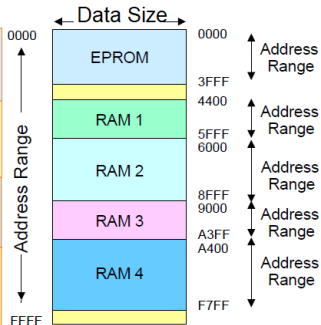 Data Size
0000
0000
EPROM
Address
Range
3FFF
4400
RAM 1
Address
Range
5FFF
6000
RAM 2
Address
Range
8FFF
9000
RAM 3
Address
Range
A3FF
A400
RAM 4
Address
Range
F7FF
FFFF
Address Range